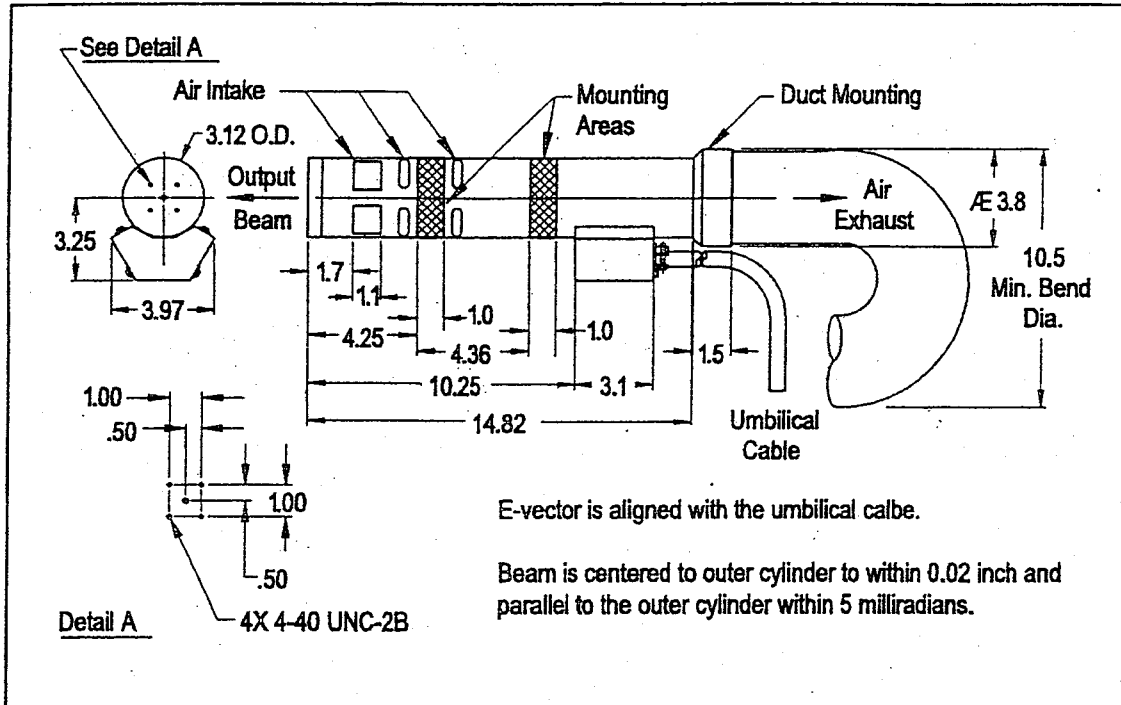 See Detail A
Air Intake
Mounting
Areas
Duct Mounting
3.12 O.D.
Output
Beam
Air
Exhaust
Æ 3.8
3.25
10.5
Min. Bend
Dia.
3.97
1.7
1.1
1.0
1.0
4.25
4.36
1.5
10.25
3.1
14.82
Umbilical
Cable
1.00
.50
1.00
.50
4X 4-40 UNC-2B
Detail A
E-vector is aligned with the umbilical calbe.
Beam is centered to outer cylinder to within 0.02 inch and
parallel to the outer cylinder within 5 milliradians.